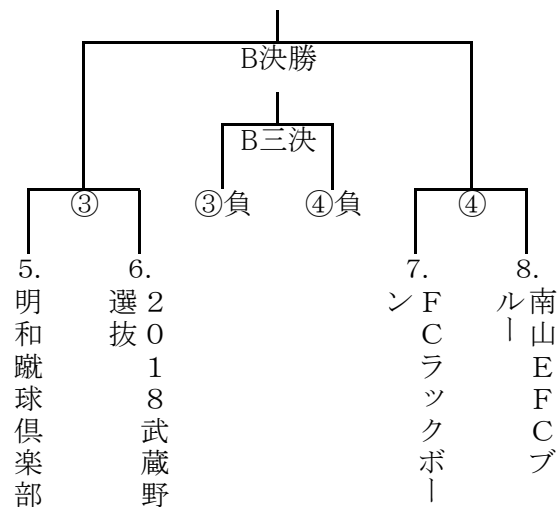 B決勝
B三決
③
③負
④負
④
5.
6.
7.
8.
明和蹴球倶楽部
2018武蔵野
選抜
FCラックボー
ン
南山EFCブ
ルー